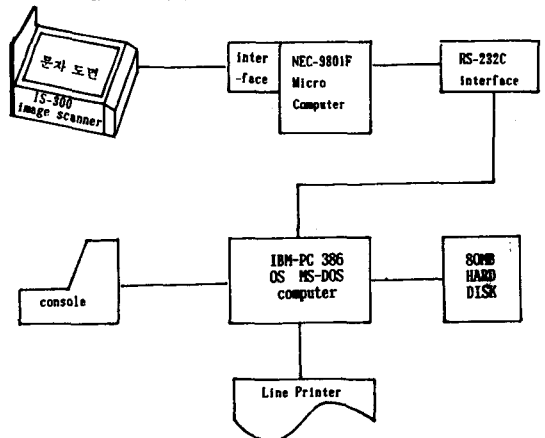 문자 도면
IS-300
image scanner
inter
-face
NEC-9801F
Micro
Computer
RS-232C
interface
IBM-PC 386
OS MS-DOS
computer
80MB
HARD
DISK
console
Line Printer